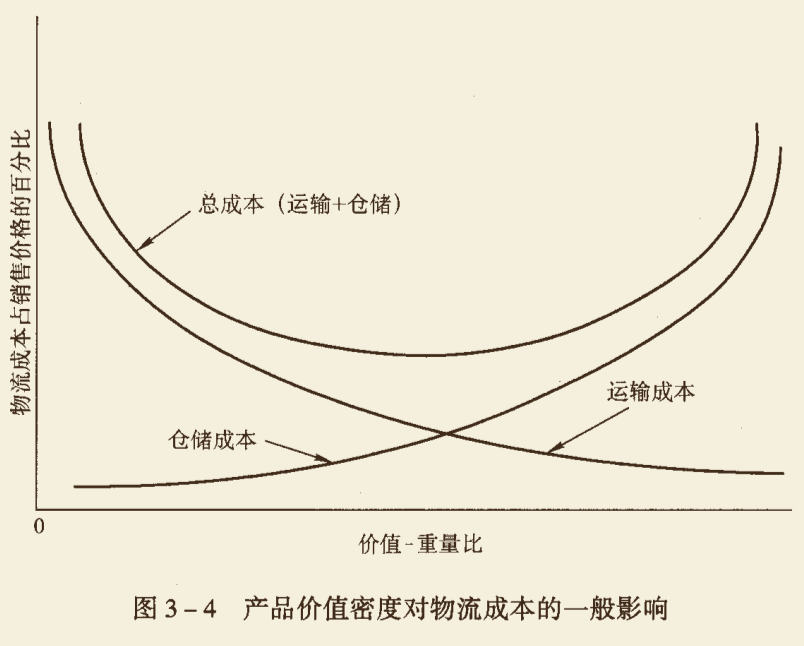 物流成本占销售价格的百分比
总成本（运输+仓储）
运输成本
仓储成本
0
价值-重量比
图 3-4 产品价值密度对物流成本的一般影响